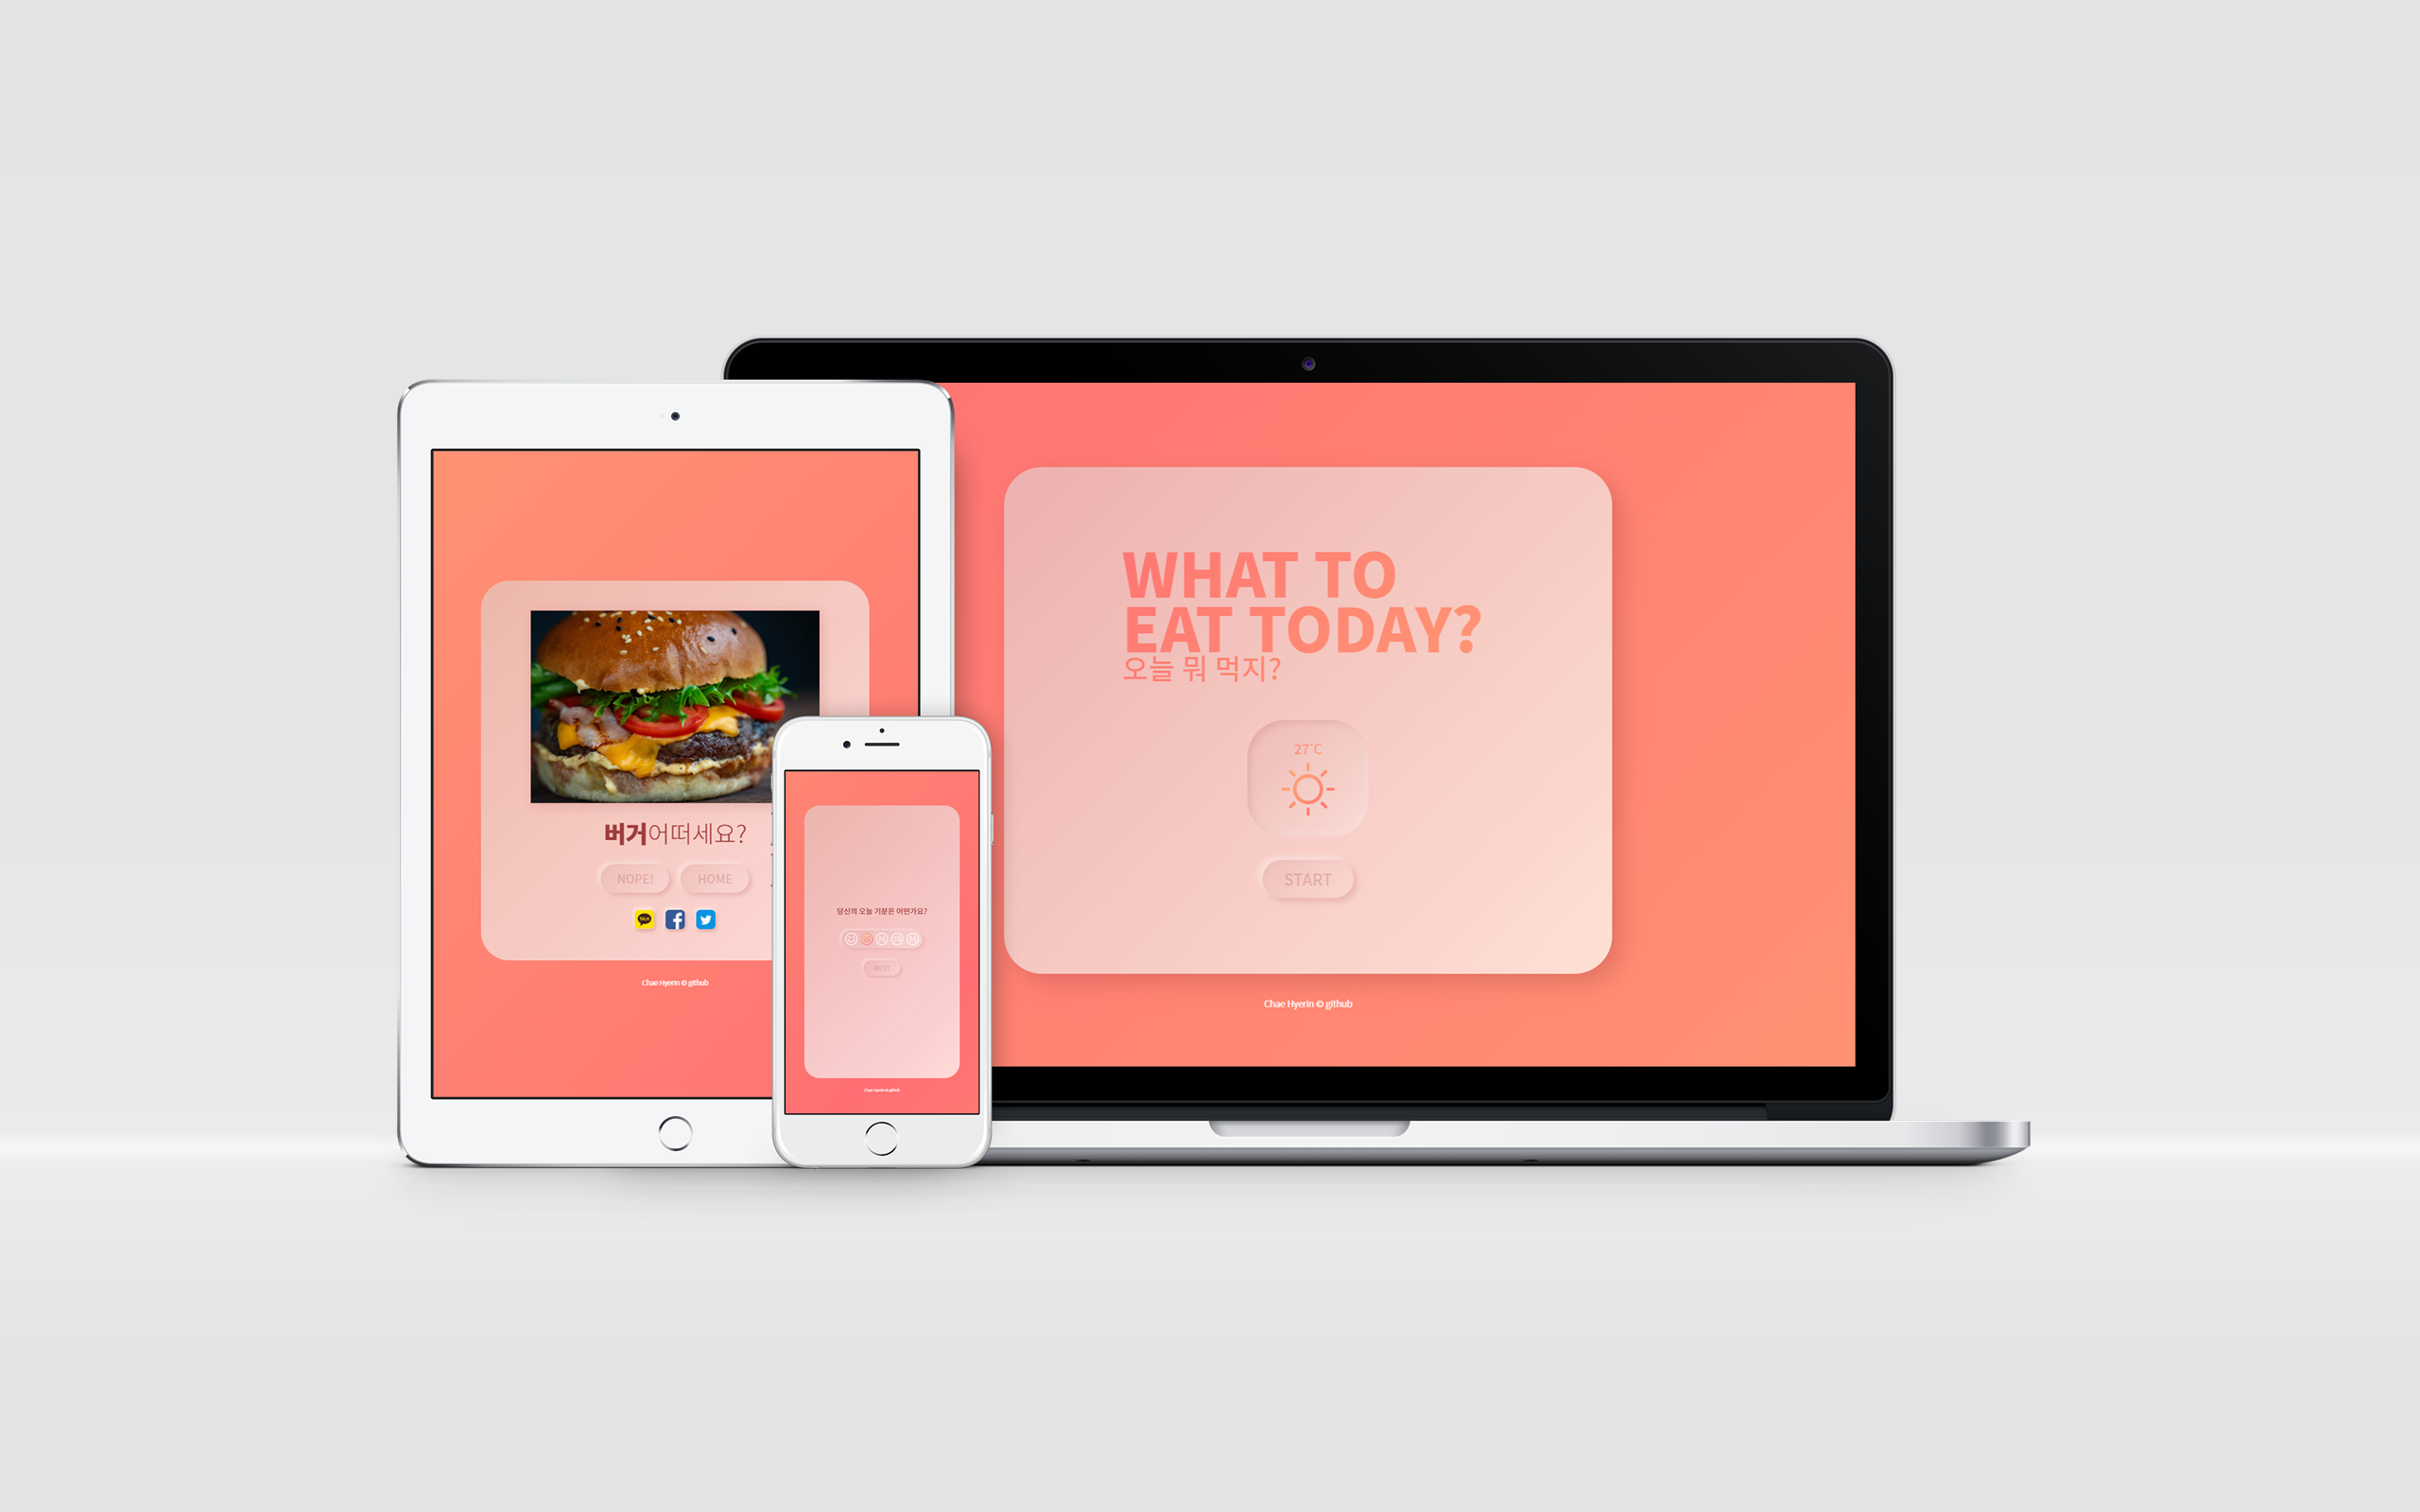 WHAT TO
EAT TODAY?
오늘 뭐 먹지?
27°C
START
Chae Hyerin © github
버거어떠세요?
NOPE!
HOME
TALK
Chae Hyerin © github
당신의 오늘 기분은 어떤가요?
NEXT
Chae Hyerin © github